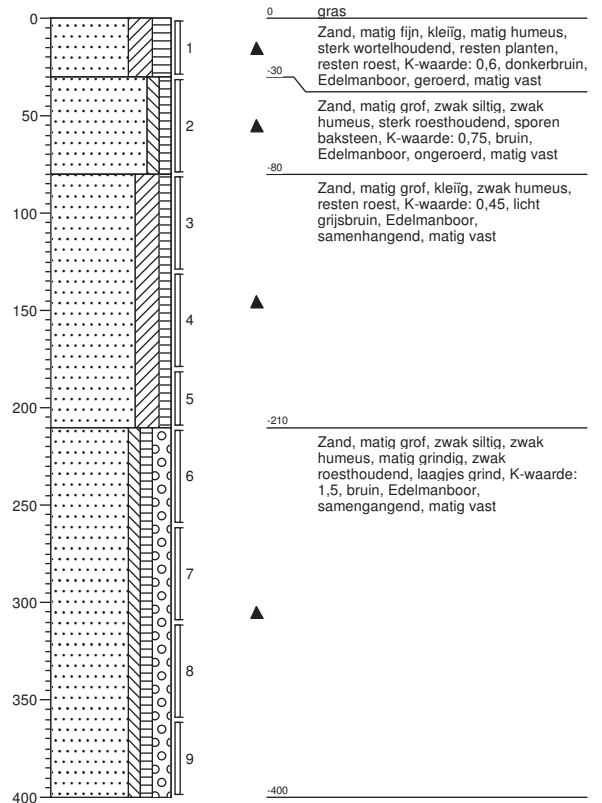 0
gras
Zand, matig fijn, kleiïg, matig humeus,
sterk wortelhoudend, resten planten,
resten roest, K-waarde: 0,6, donkerbruin,
Edelmanboor, geroerd, matig vast
-30
Zand, matig grof, zwak siltig, zwak
humeus, sterk roesthoudend, sporen
baksteen, K-waarde: 0,75, bruin,
Edelmanboor, ongeroerd, matig vast
-80
Zand, matig grof, kleiïg, zwak humeus,
resten roest, K-waarde: 0,45, licht
grijsbruin, Edelmanboor,
samenhangend, matig vast
-210
Zand, matig grof, zwak siltig, zwak
humeus, matig grindig, zwak
roesthoudend, laagjes grind, K-waarde:
1,5, bruin, Edelmanboor,
samengangend, matig vast
-400
0
50
100
150
200
250
300
350
400
1
2
3
4
5
6
7
8
9